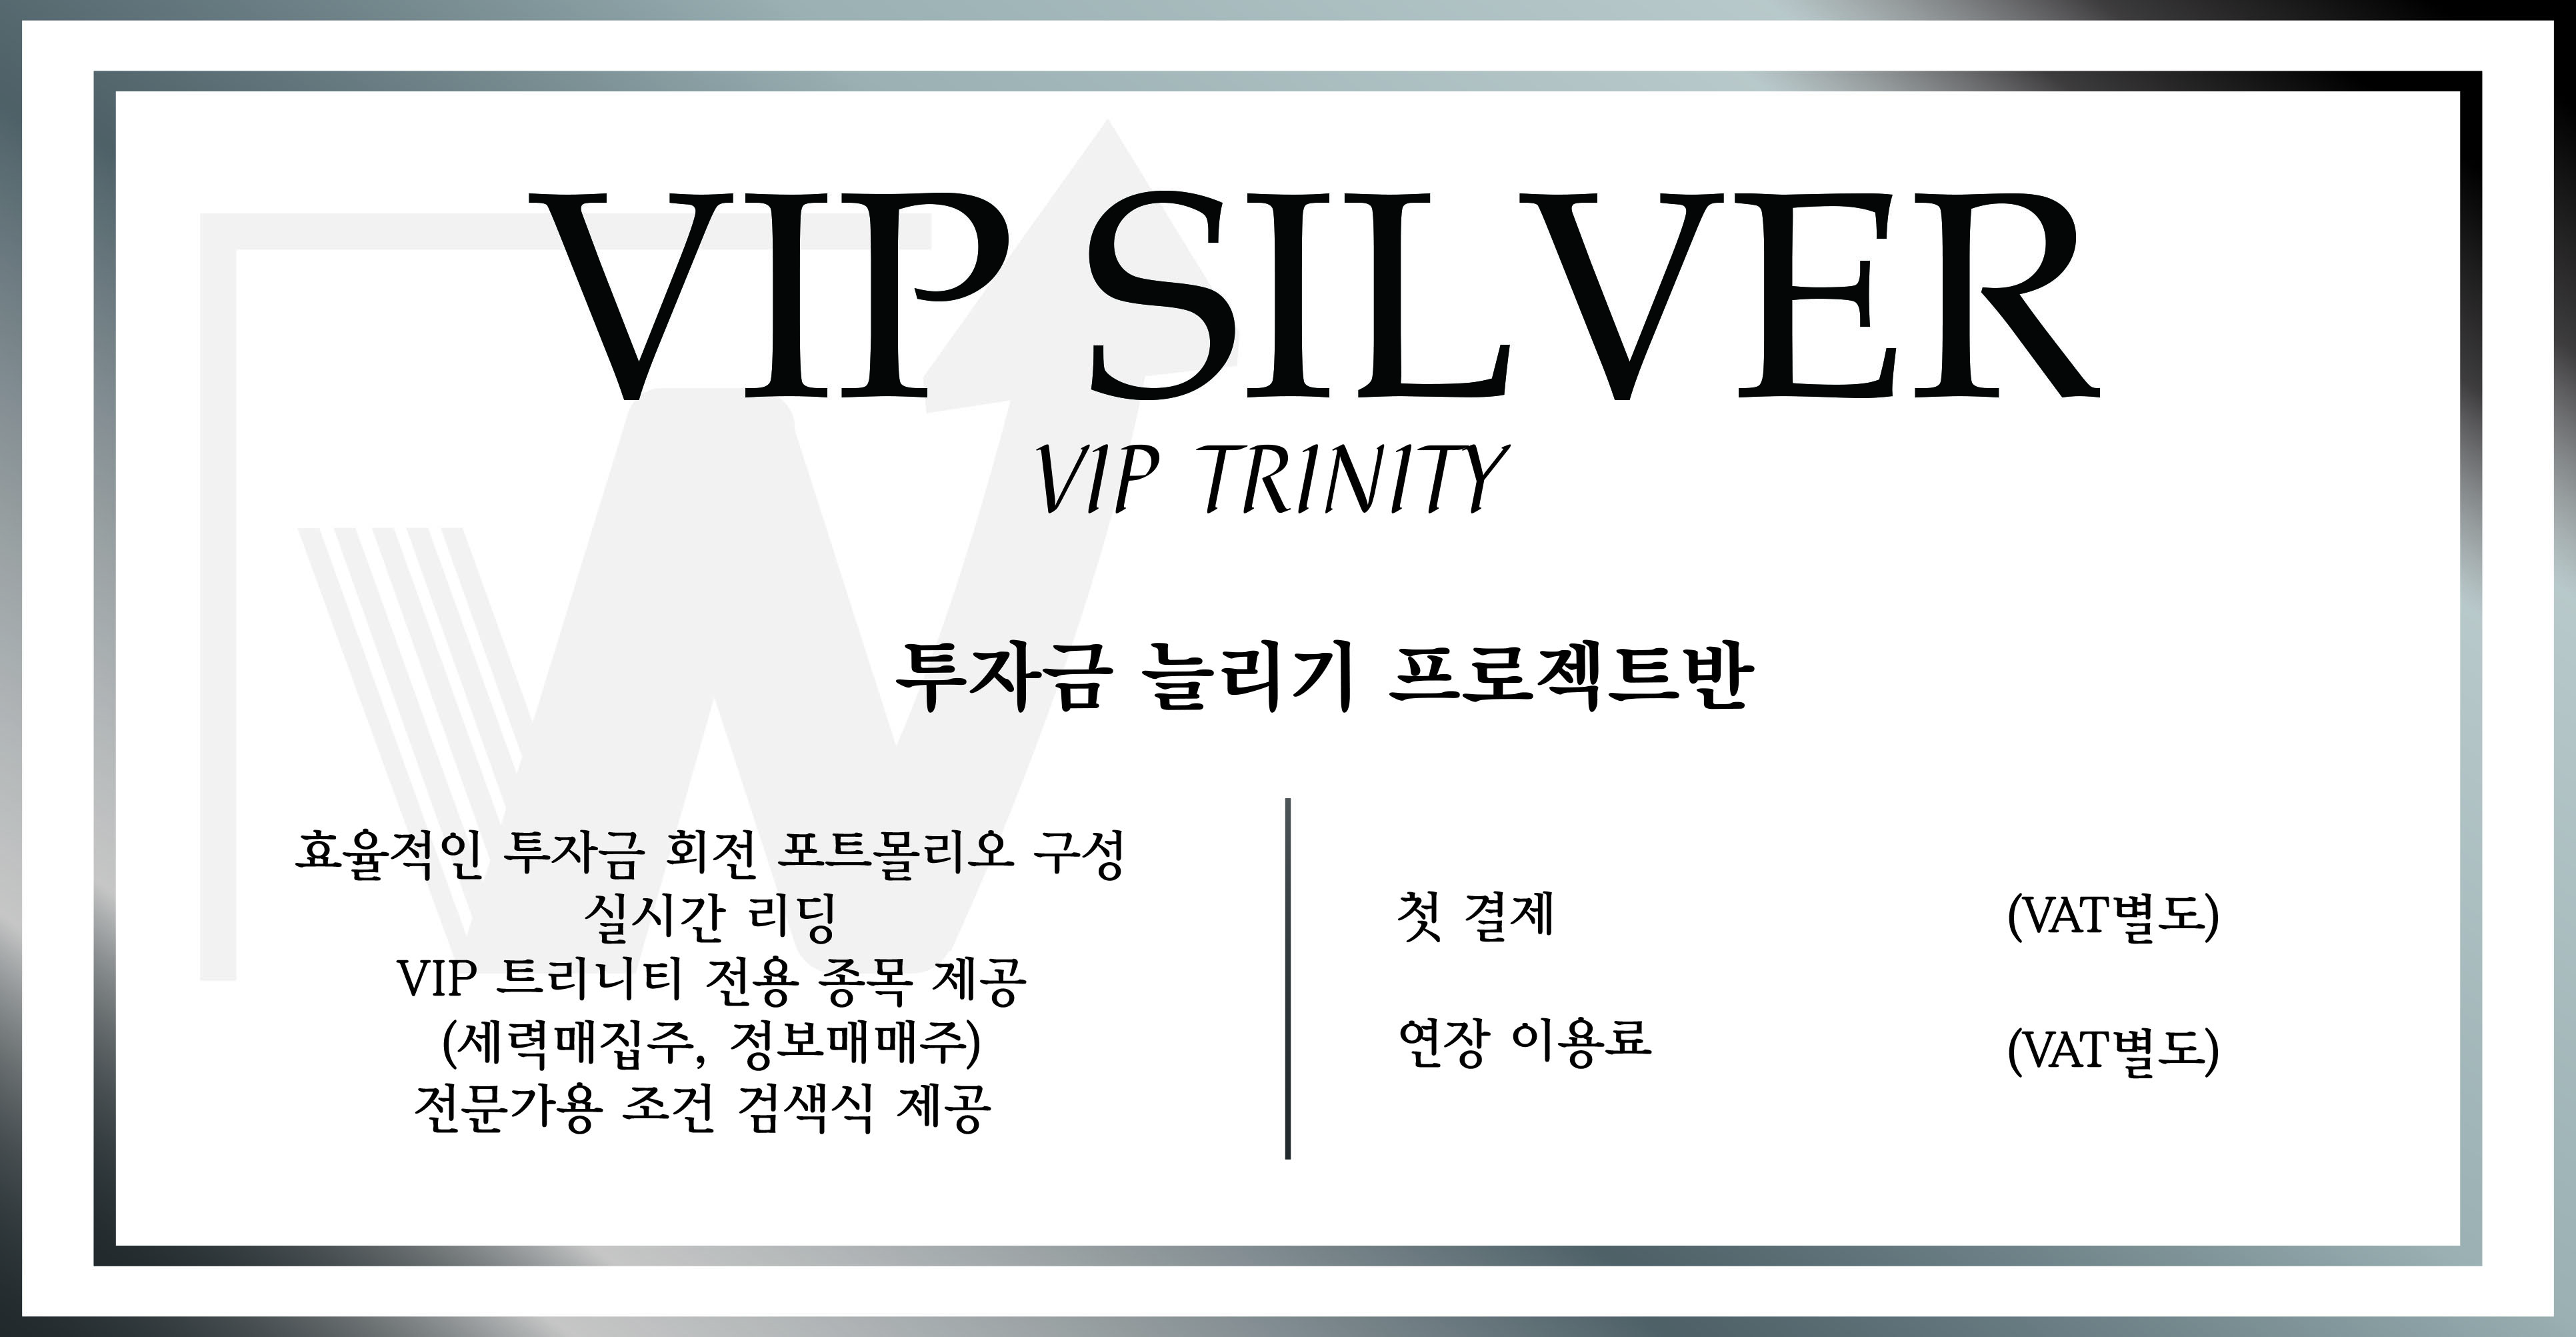 VIP SILVER
VIP TRINITY
투자금 늘리기 프로젝트반
효율적인 투자금 회전 포트몰리오 구성
실시간 리딩
VIP 트리니티 전용 종목 제공
(세력매집주, 정보매매주)
전문가용 조건 검색식 제공
첫 결제 (VAT별도)
연장 이용료 (VAT별도)